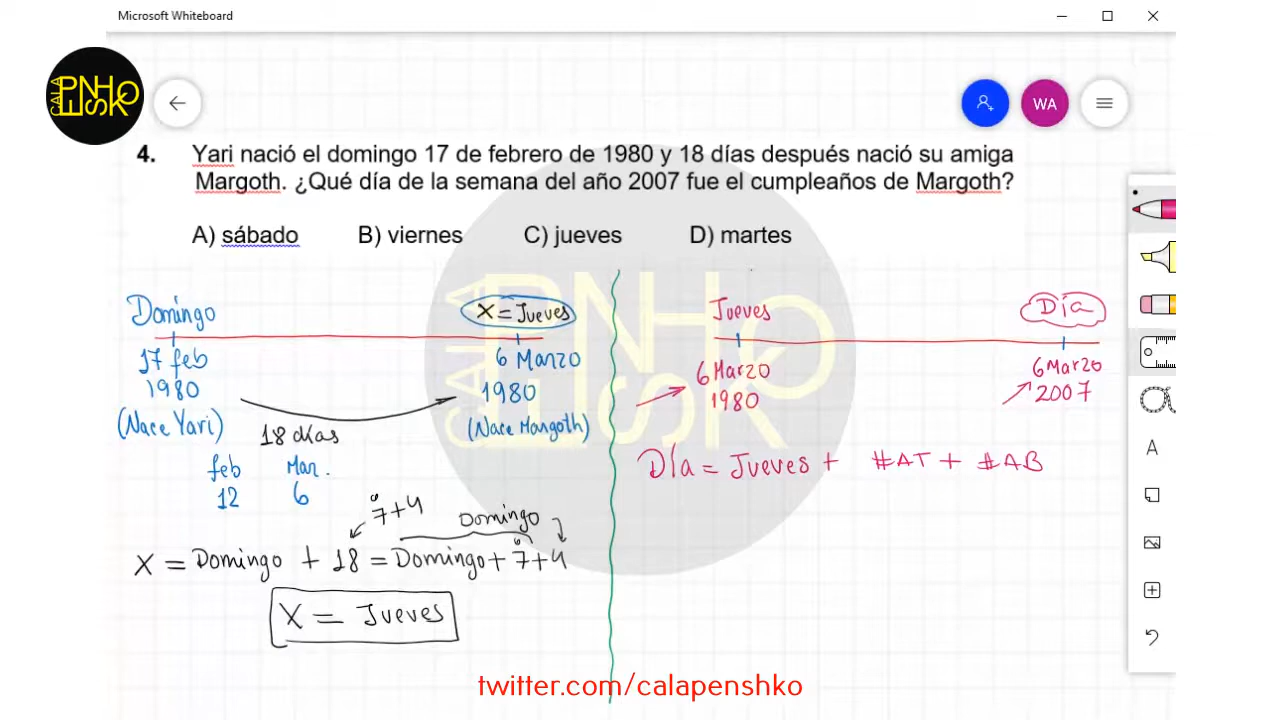 Microsoft Whiteboard
CALA
PENSHKO
WA
4. Yari nació el domingo 17 de febrero de 1980 y 18 días después nació su amiga
Margoth. ¿Qué día de la semana del año 2007 fue el cumpleaños de Margoth?
A) sábado B) viernes C) jueves D) martes
Domingo
17 feb
1980
(Nace Yari)
X = Jueves
6 Marzo
1980
(Nace Margoth)
18 días
feb Mar.
12 6
7° + 4
Domingo
X = Domingo + 18 = Domingo + 7° + 4
X = Jueves
Jueves
6 Marzo
1980
Día
6 Marzo
2007
Día = Jueves + #AT + #AB
A
twitter.com/calapenshko